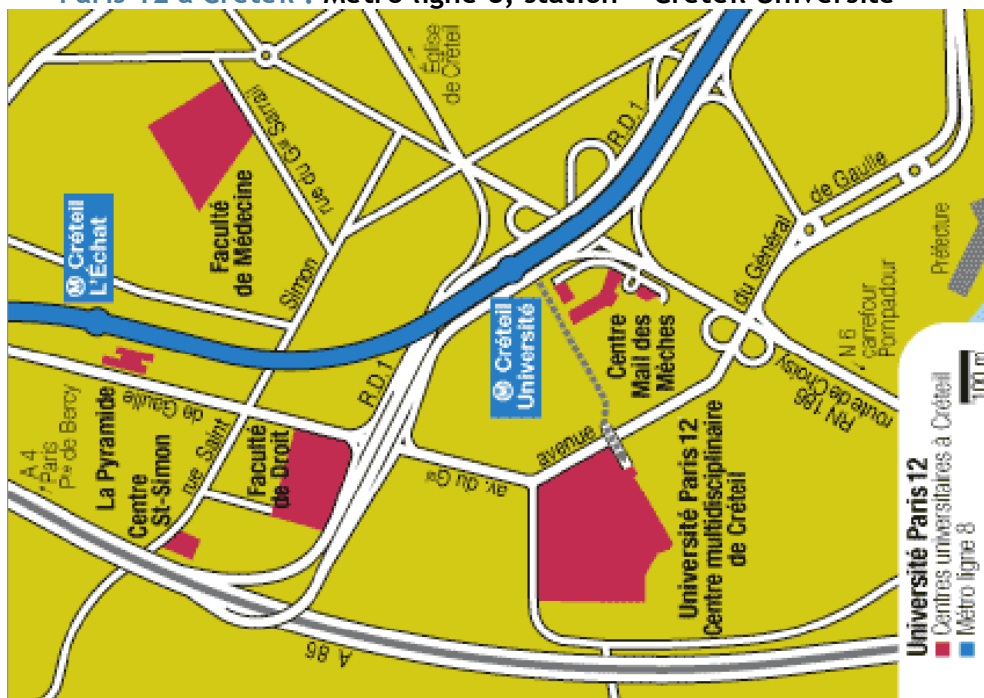 Paris 12 à Créteil : Métro ligne 8, station « Créteil Université »
Église
de Créteil
rue du Gal Sarrail
R.D.1
Faculté
de Médecine
M Créteil
L'Échat
Simon
de Gaulle
du Général
Préfecture
M Créteil
Université
Centre
Mail des
Mèches
N 6
carrefour
Pompadour
RN 186
route de Choisy
A 4
Paris
Pte de Bercy
La Pyramide
de Gaulle
Centre
St-Simon
rue Saint
Faculté
de Droit
R.D.1
av. du Gal
avenue
Université Paris 12
Centre multidisciplinaire
de Créteil
A 86
Université Paris 12
Centres universitaires à Créteil
Métro ligne 8
100 m